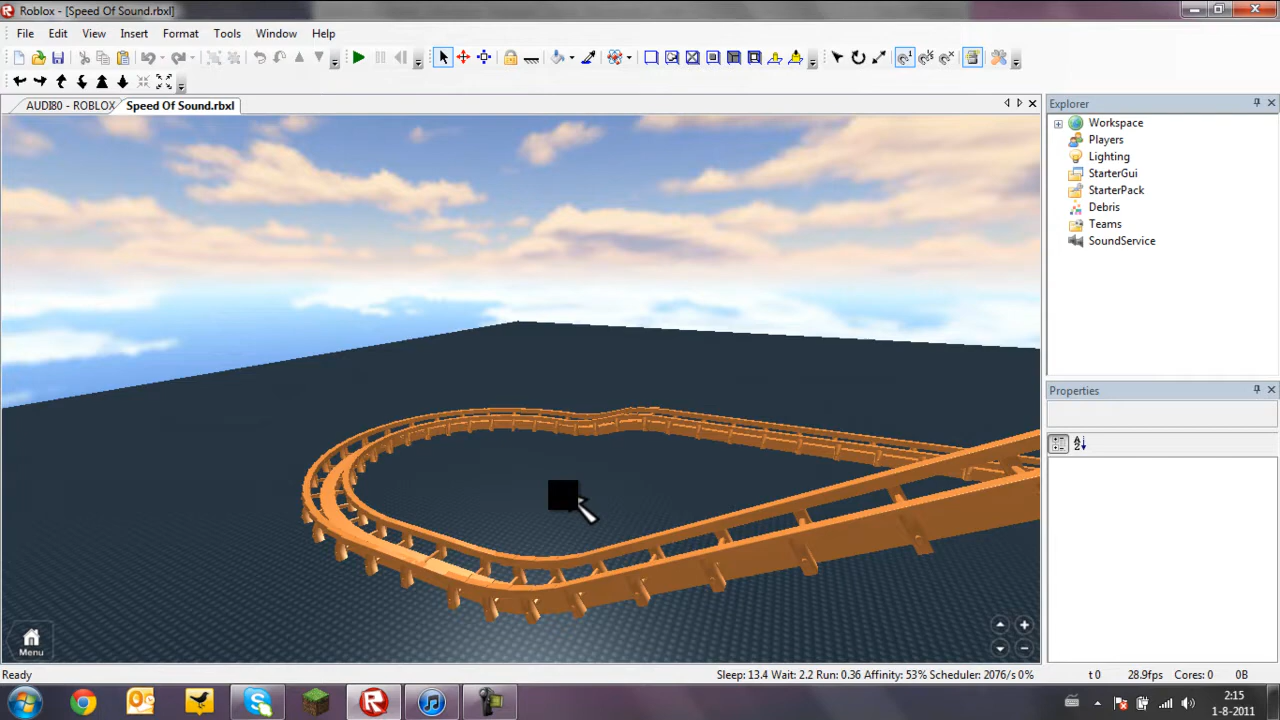 Roblox - [Speed Of Sound.rbxl]
File Edit View Insert Format Tools Window Help
AUDI80 - ROBLOX Speed Of Sound.rbxl
Explorer
Workspace
Players
Lighting
StarterGui
StarterPack
Debris
Teams
SoundService
Properties
Menu
Ready
Sleep: 13.4 Wait: 2.2 Run: 0.36 Affinity: 53% Scheduler: 2076/s 0% t 0 28.9fps Cores: 0 0B
2:15
1-8-2011